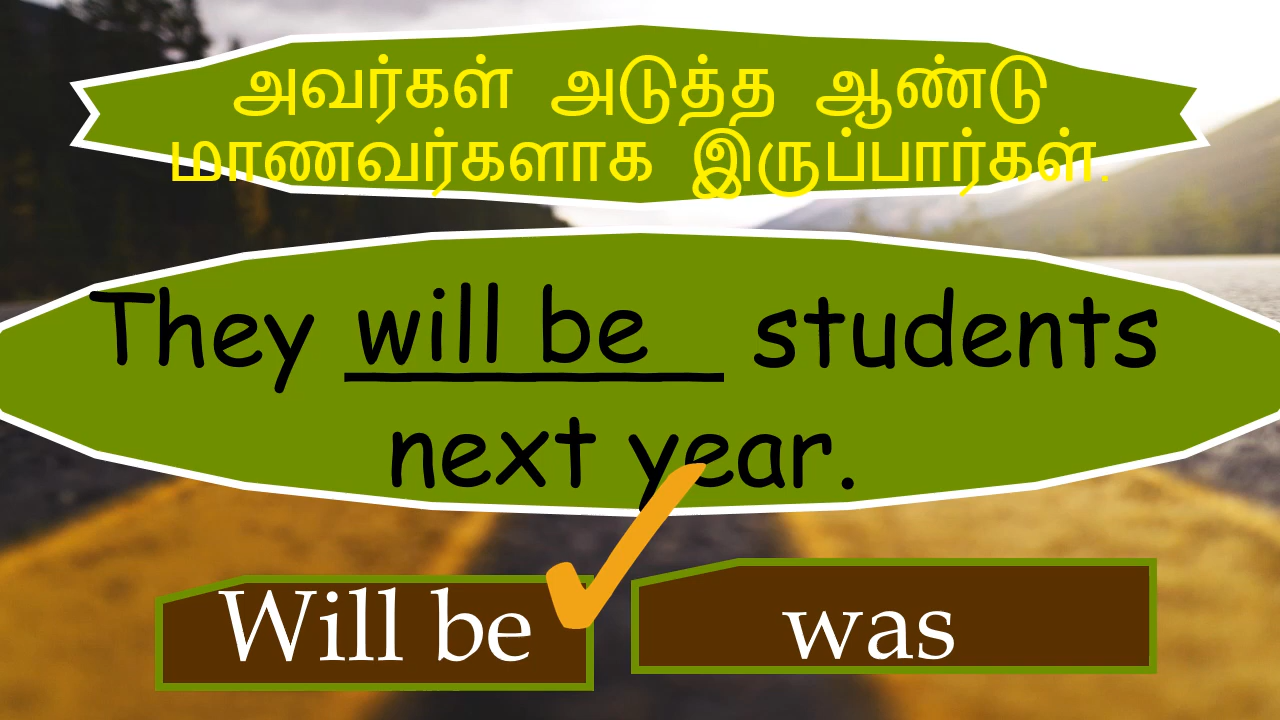 அவர்கள் அடுத்த ஆண்டு
மாணவர்களாக இருப்பார்கள்.
They will be students
next year.
Will be
was